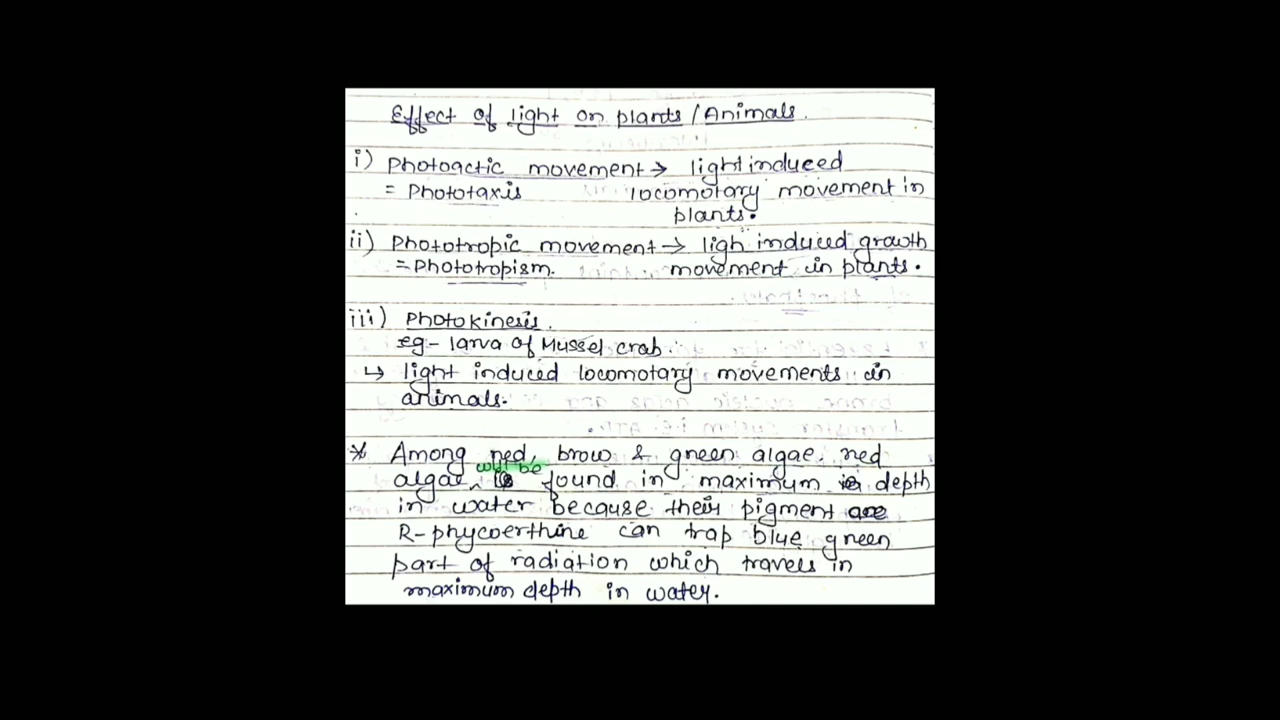 Effect of light on plants / Animals.
i) Photoactic movement → light induced
= Phototaxis locomotary movement in
plants.
ii) Phototropic movement → ligh induced growth
= Phototropism. movement in plants.
iii) Photokinesis.
eg- larva of Mussel crab.
↳ light induced locomotary movements in
animals.
* Among red, brow & green algae, red
algae will be found in maximum depth
in water because their pigment
R-phycoerthine can trap blue green
part of radiation which travels in
maximum depth in water.